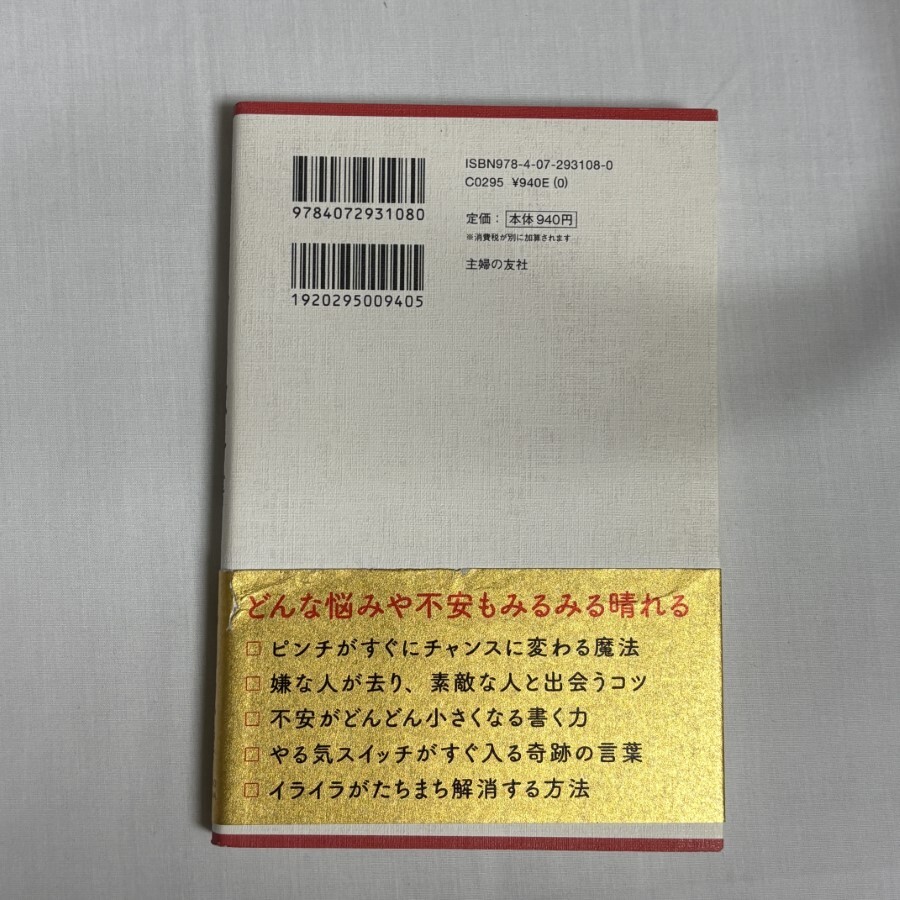 9784072931080
1920295009405
ISBN978-4-07-293108-0
C0295 ¥940E (0)
定価：本体940円
※消費税が別に加算されます
主婦の友社
どんな悩みや不安もみるみる晴れる
□ ピンチがすぐにチャンスに変わる魔法
□ 嫌な人が去り、素敵な人と出会うコツ
□ 不安がどんどん小さくなる書く力
□ やる気スイッチがすぐ入る奇跡の言葉
□ イライラがたちまち解消する方法